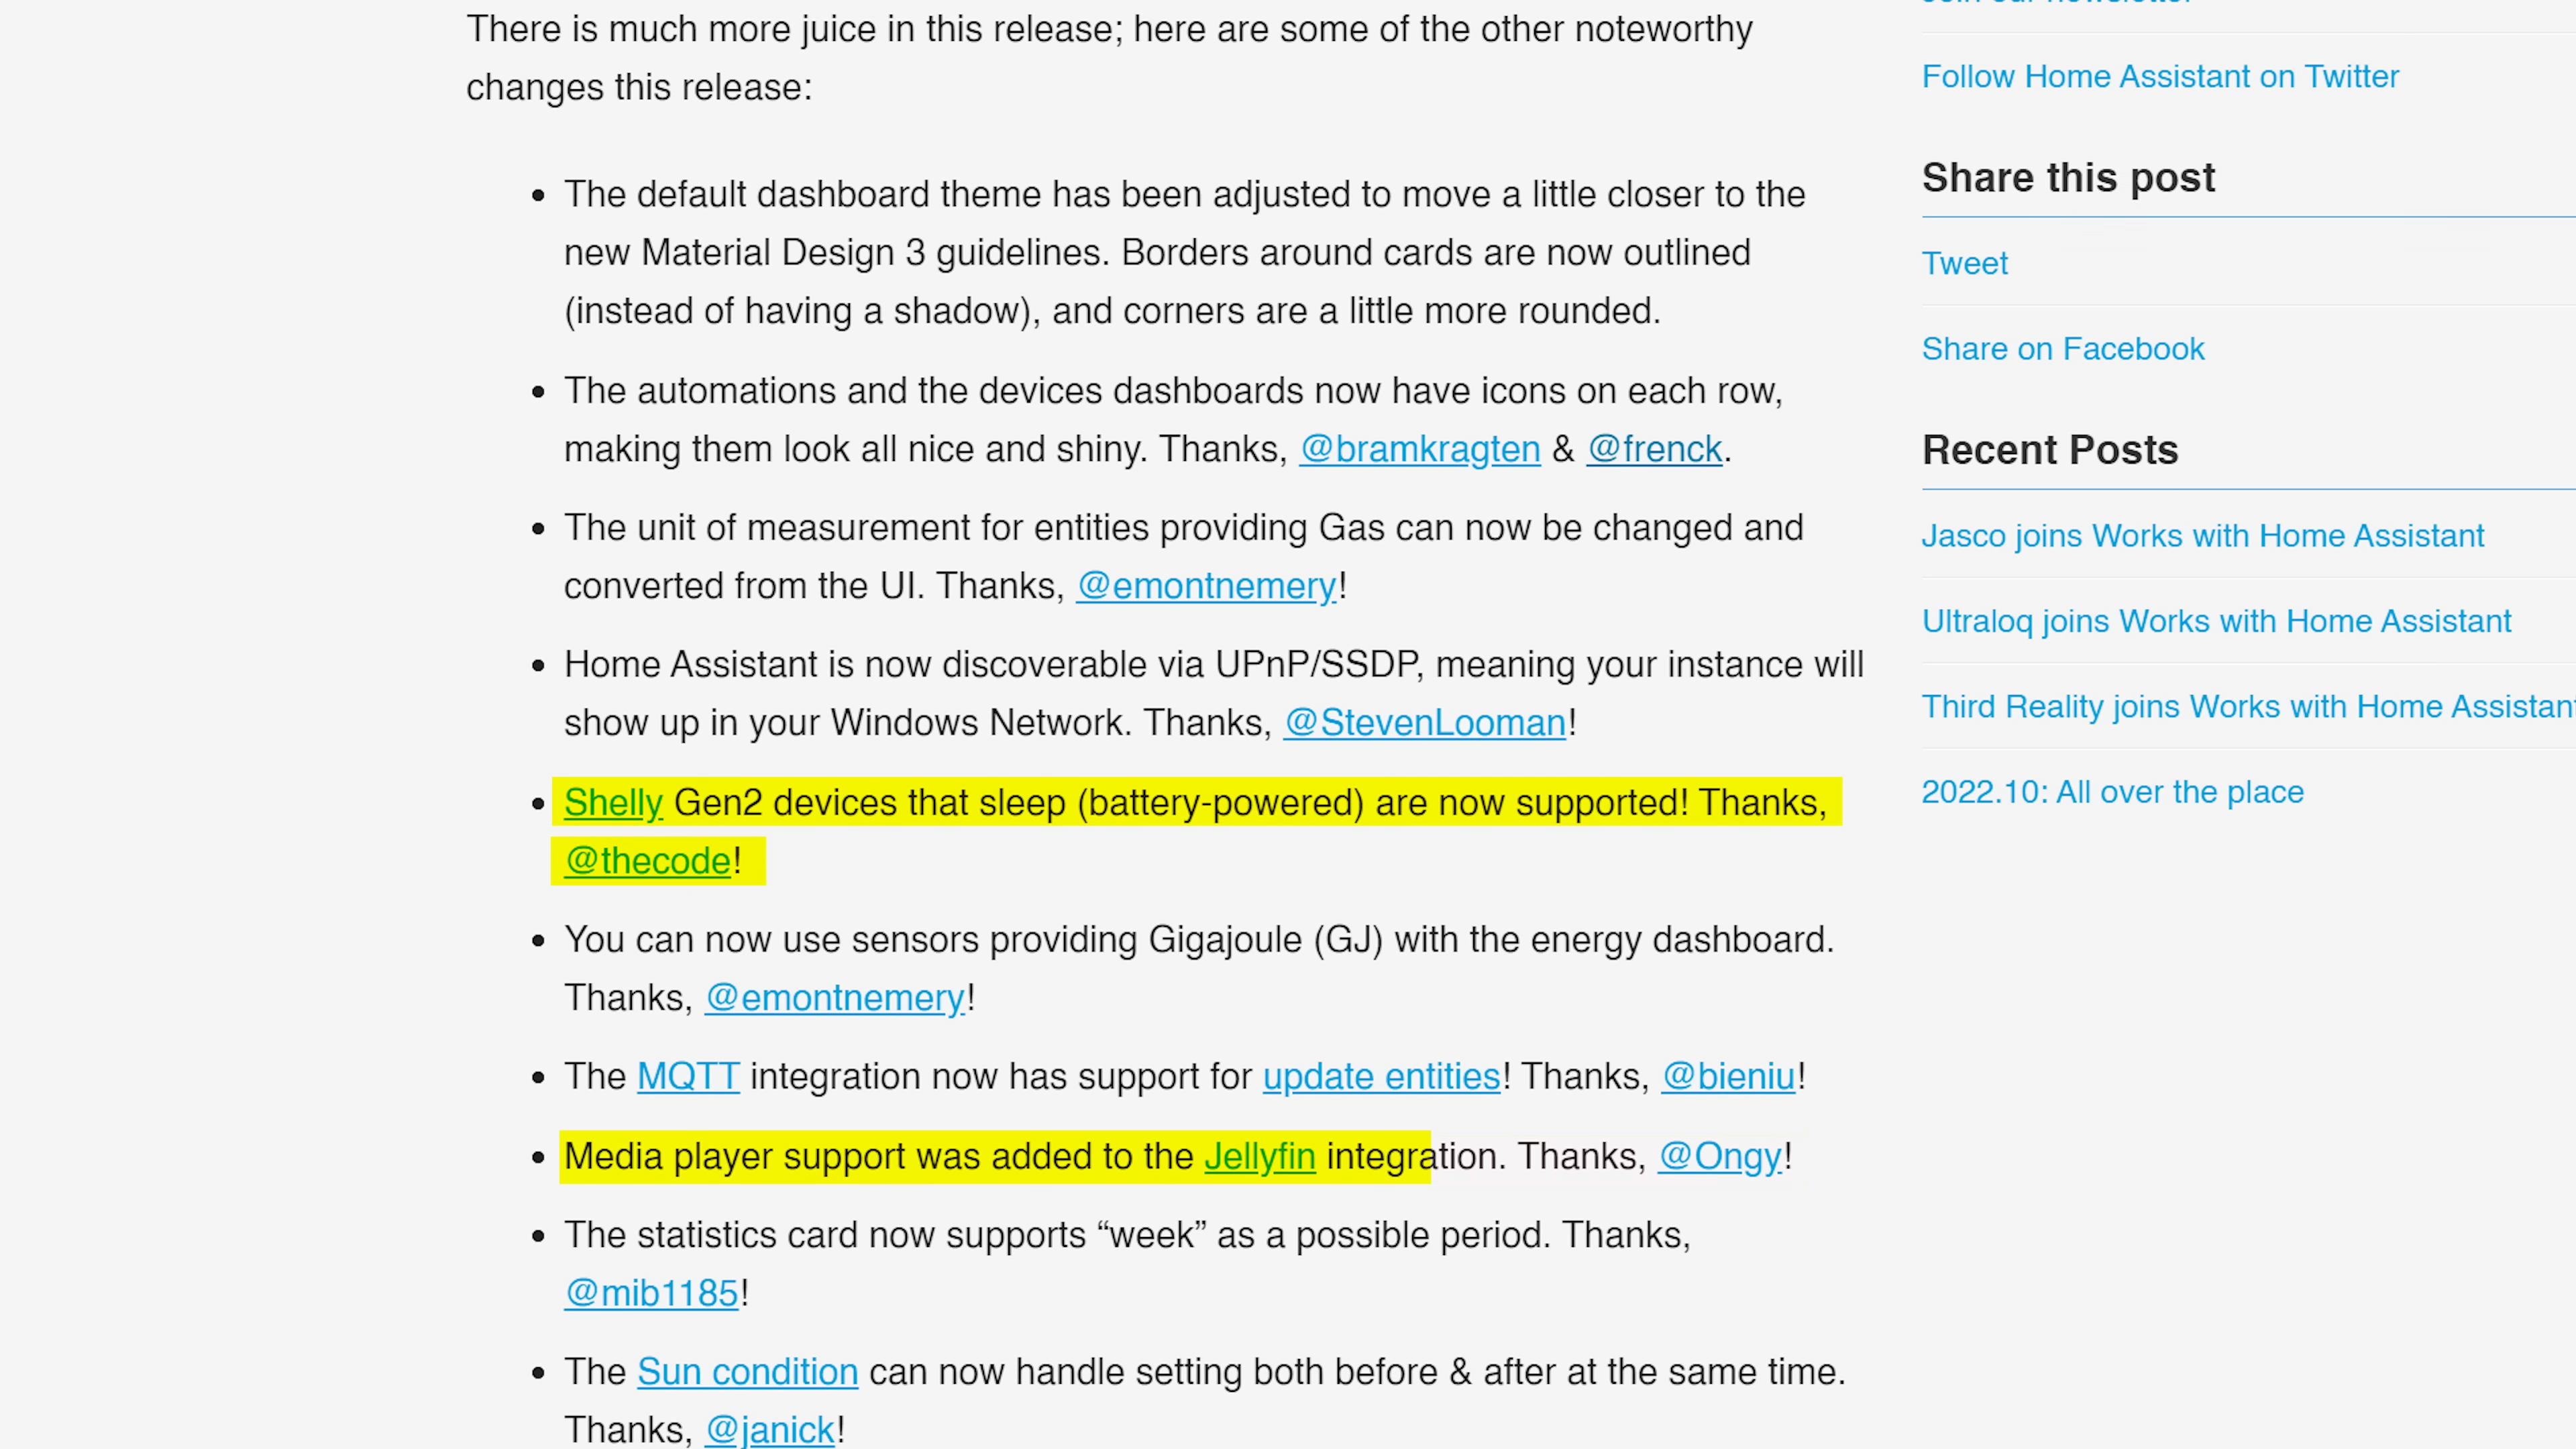 There is much more juice in this release; here are some of the other noteworthy
changes this release:
• The default dashboard theme has been adjusted to move a little closer to the
new Material Design 3 guidelines. Borders around cards are now outlined
(instead of having a shadow), and corners are a little more rounded.
• The automations and the devices dashboards now have icons on each row,
making them look all nice and shiny. Thanks, @bramkragten & @frenck.
• The unit of measurement for entities providing Gas can now be changed and
converted from the UI. Thanks, @emontnemery!
• Home Assistant is now discoverable via UPnP/SSDP, meaning your instance will
show up in your Windows Network. Thanks, @StevenLooman!
• Shelly Gen2 devices that sleep (battery-powered) are now supported! Thanks,
@thecode!
• You can now use sensors providing Gigajoule (GJ) with the energy dashboard.
Thanks, @emontnemery!
• The MQTT integration now has support for update entities! Thanks, @bieniu!
• Media player support was added to the Jellyfin integration. Thanks, @Ongy!
• The statistics card now supports “week” as a possible period. Thanks,
@mib1185!
• The Sun condition can now handle setting both before & after at the same time.
Thanks, @janick!
Join our newsletter
Follow Home Assistant on Twitter
Share this post
Tweet
Share on Facebook
Recent Posts
Jasco joins Works with Home Assistant
Ultraloq joins Works with Home Assistant
Third Reality joins Works with Home Assistant
2022.10: All over the place